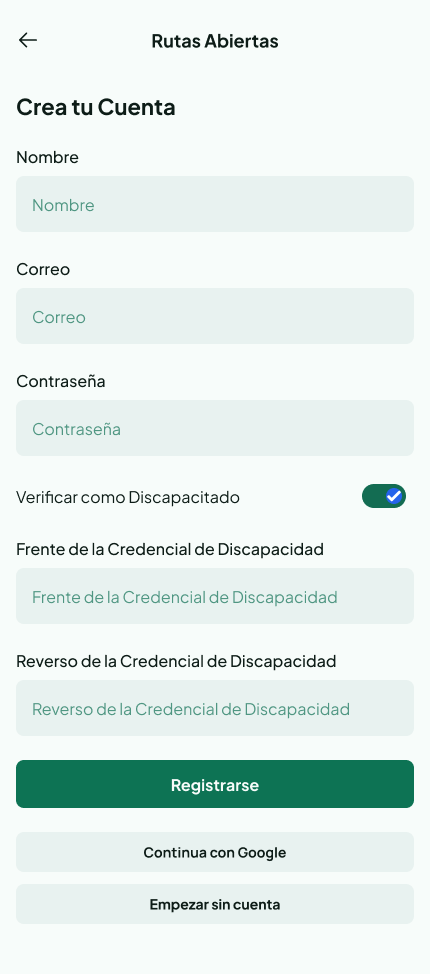 Rutas Abiertas
Crea tu Cuenta
Nombre
Nombre
Correo
Correo
Contraseña
Contraseña
Verificar como Discapacitado
Frente de la Credencial de Discapacidad
Frente de la Credencial de Discapacidad
Reverso de la Credencial de Discapacidad
Reverso de la Credencial de Discapacidad
Registrarse
Continua con Google
Empezar sin cuenta